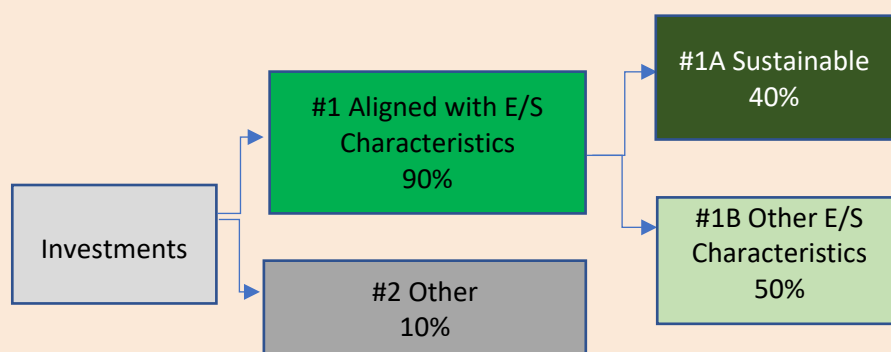 Investments
#1 Aligned with E/S
Characteristics
90%
#2 Other
10%
#1A Sustainable
40%
#1B Other E/S
Characteristics
50%